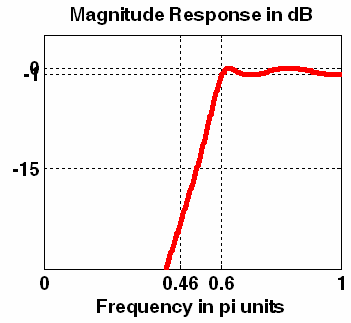 Magnitude Response in dB
-0
-1
-15
0 0.46 0.6 1
Frequency in pi units